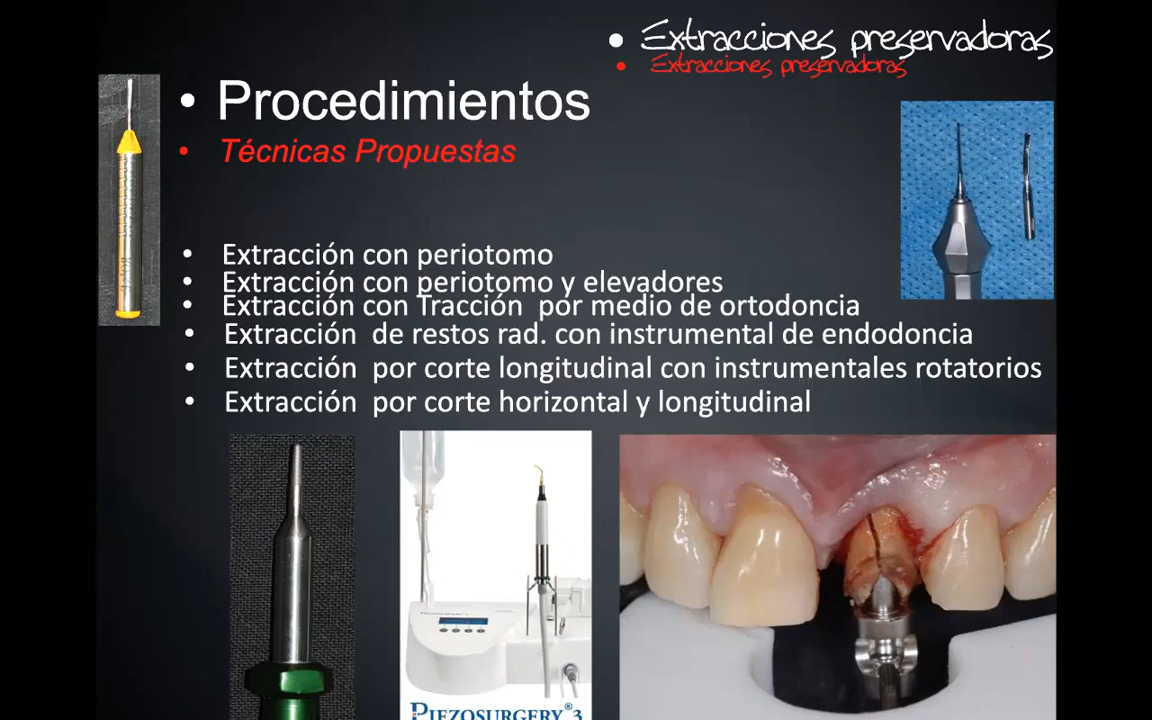 • Extracciones preservadoras
• Extracciones preservadoras
• Procedimientos
• Técnicas Propuestas
• Extracción con periotomo
• Extracción con periotomo y elevadores
• Extracción con Tracción por medio de ortodoncia
• Extracción de restos rad. con instrumental de endodoncia
• Extracción por corte longitudinal con instrumentales rotatorios
• Extracción por corte horizontal y longitudinal
PIEZOSURGERY®3